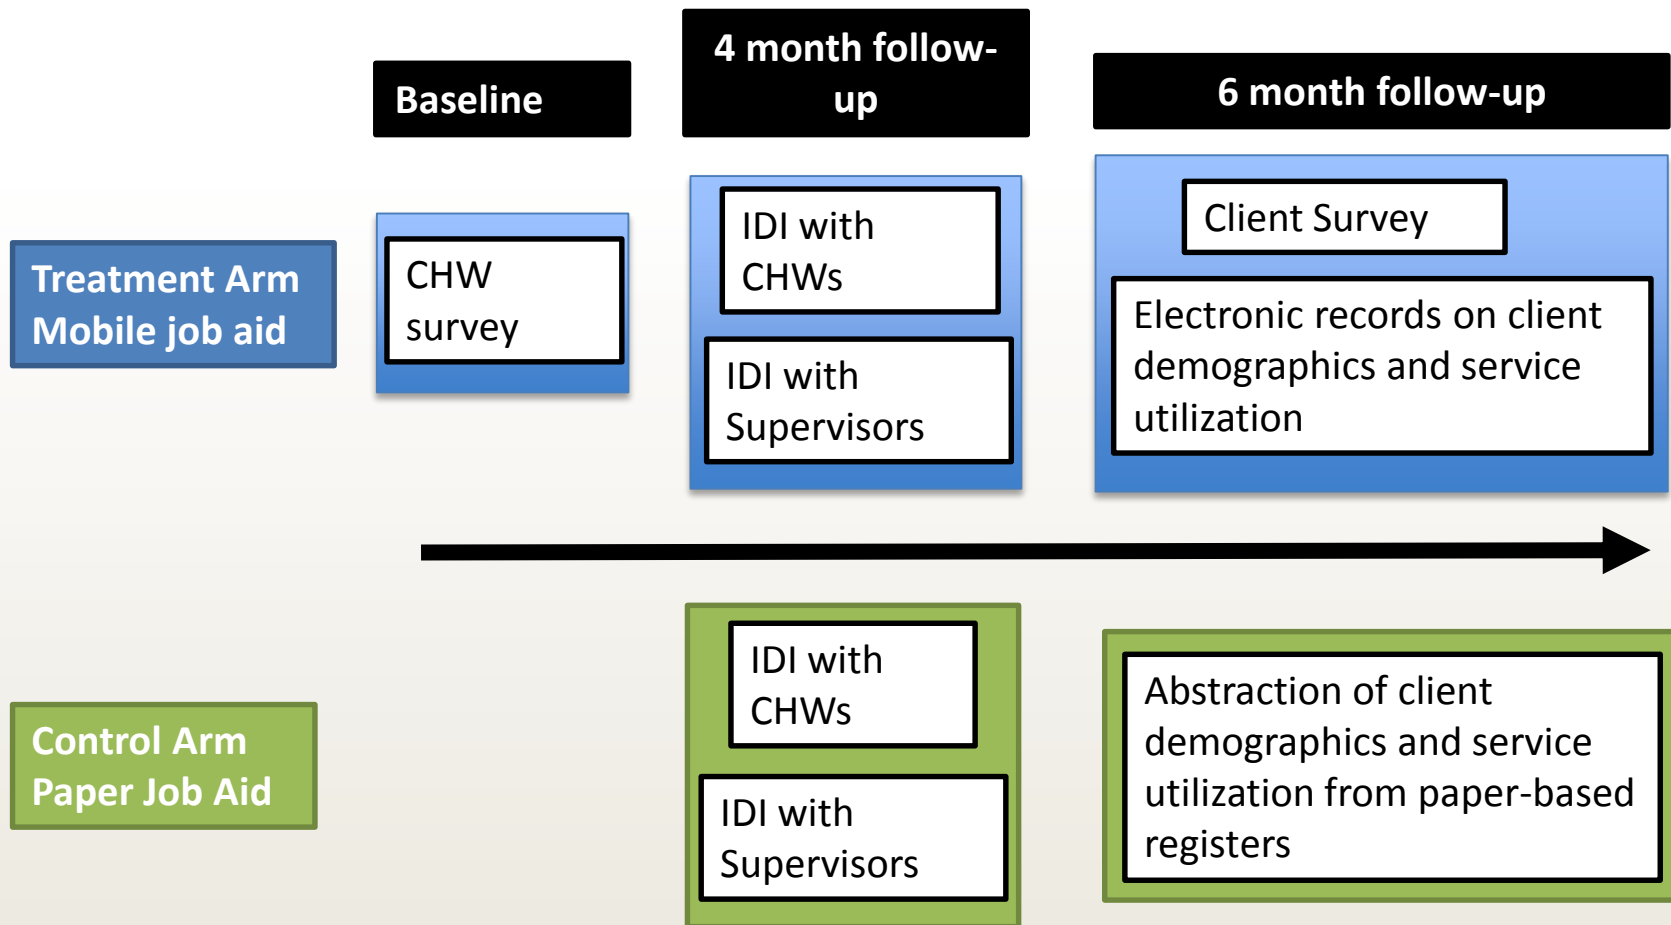 Baseline
4 month follow-
up
6 month follow-up
Treatment Arm
Mobile job aid
CHW
survey
IDI with
CHWs
IDI with
Supervisors
Client Survey
Electronic records on client
demographics and service
utilization
Control Arm
Paper Job Aid
IDI with
CHWs
IDI with
Supervisors
Abstraction of client
demographics and service
utilization from paper-based
registers